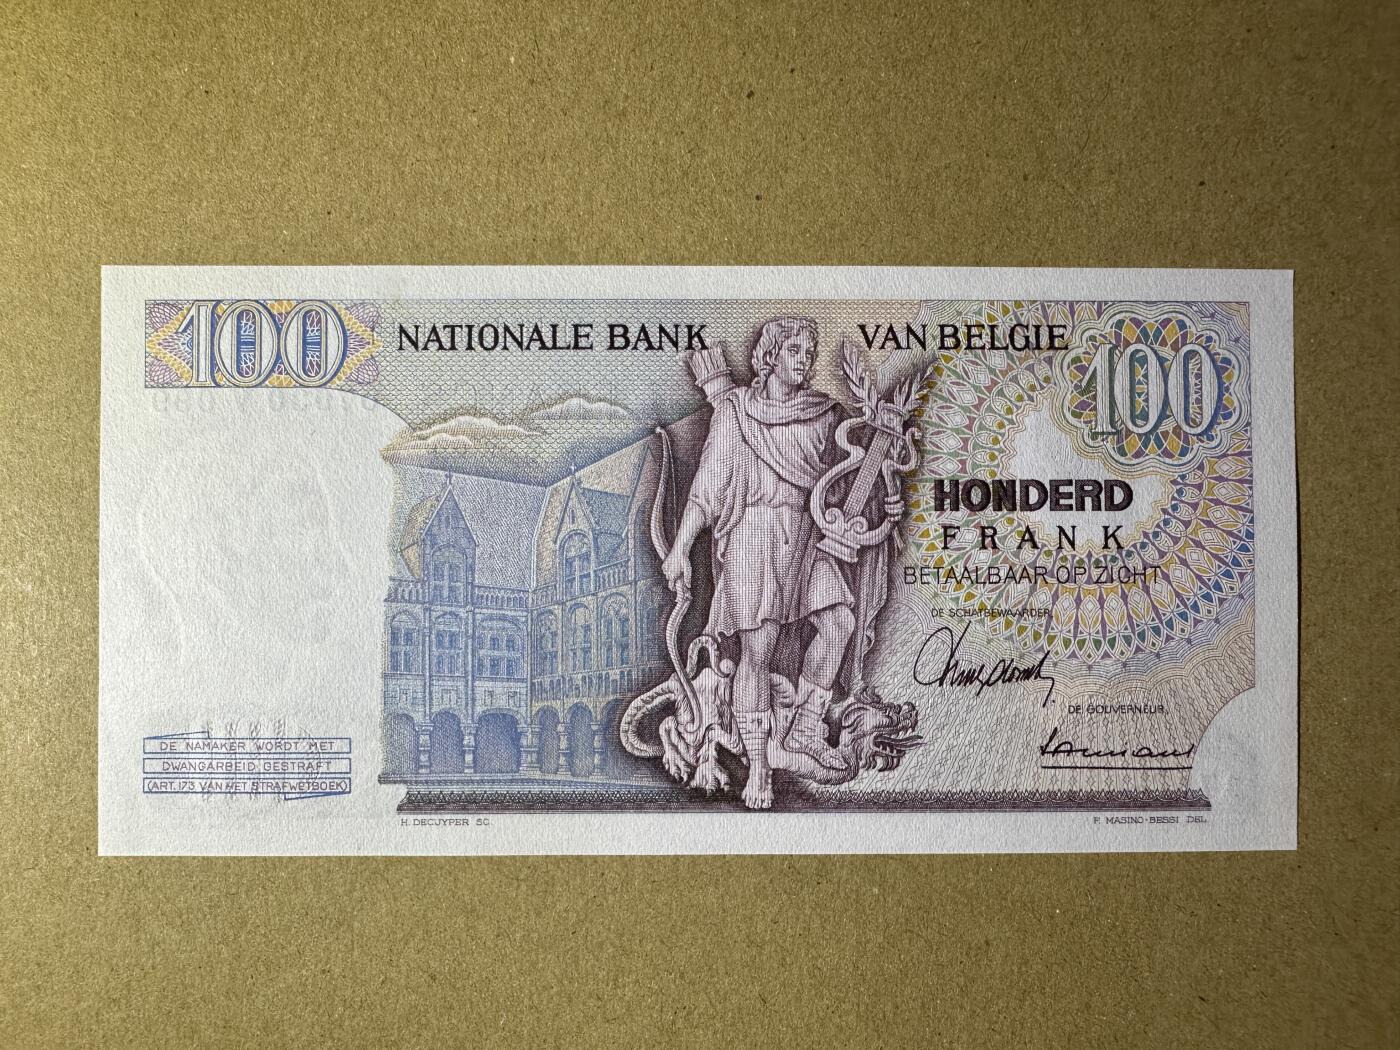 100 NATIONALE BANK VAN BELGIE 100
HONDERD
FRANK
BETAALBAAR OP ZICHT
DE SCHATBEWAARDER,
DE GOUVERNEUR,
DE NAMAKER WORDT MET
DWANGARBEID GESTRAFT
(ART. 173 VAN HET STRAFWETBOEK)
H. DECUYPER SC.
F. MASINO-BESSI DEL.